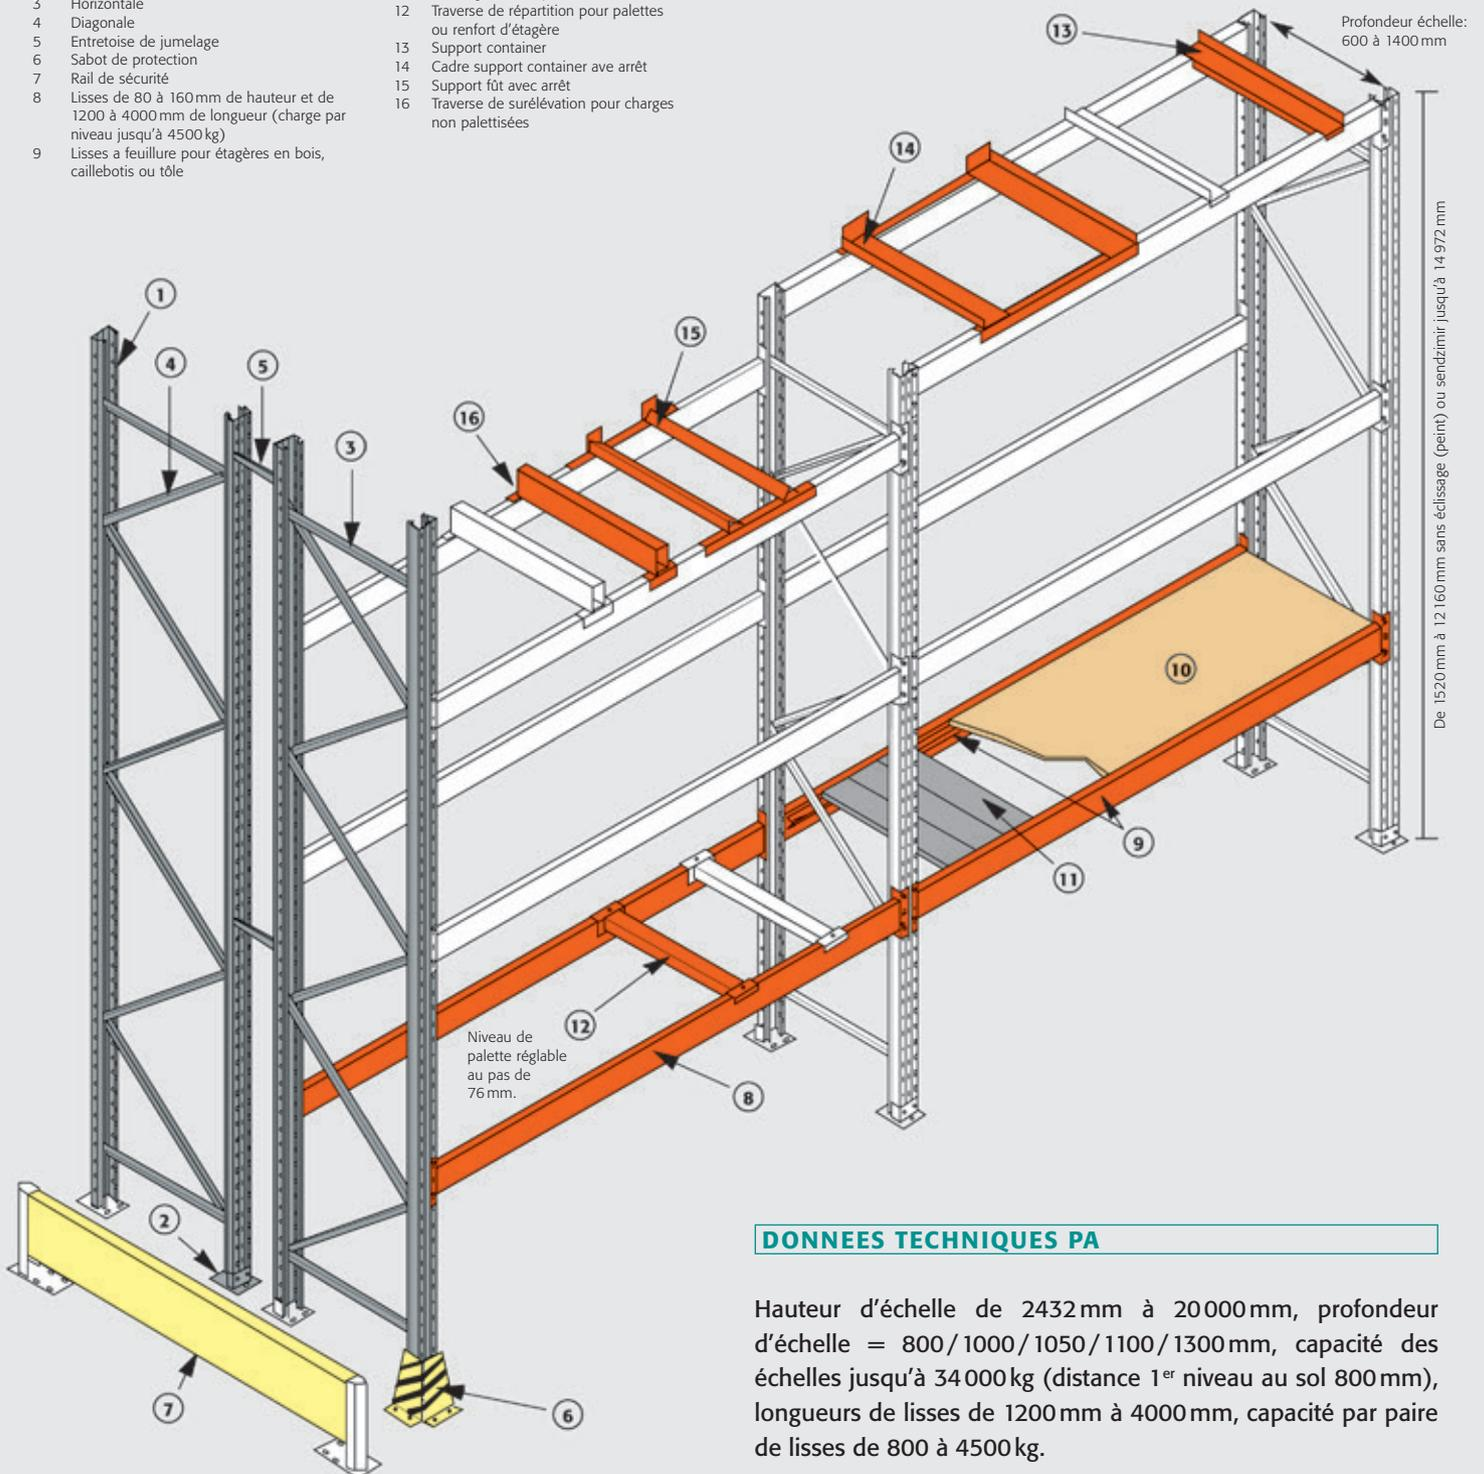 3 Horizontale
4 Diagonale
5 Entretoise de jumelage
6 Sabot de protection
7 Rail de sécurité
8 Lisses de 80 à 160 mm de hauteur et de
1200 à 4000 mm de longueur (charge par
niveau jusqu'à 4500 kg)
9 Lisses a feuillure pour étagères en bois,
caillebotis ou tôle
12 Traverse de répartition pour palettes
ou renfort d'étagère
13 Support container
14 Cadre support container ave arrêt
15 Support fût avec arrêt
16 Traverse de surélévation pour charges
non palettisées
13
Profondeur échelle:
600 à 1400 mm
14
De 1520 mm à 12 160 mm sans éclissage (peint) ou sendzimir jusqu'à 14 972 mm
1
15
4
5
16
3
10
9
11
12
Niveau de
palette réglable
au pas de
76 mm.
8
2
7
6
DONNEES TECHNIQUES PA
Hauteur d'échelle de 2432 mm à 20 000 mm, profondeur
d'échelle = 800 / 1000 / 1050 / 1100 / 1300 mm, capacité des
échelles jusqu'à 34 000 kg (distance 1er niveau au sol 800 mm),
longueurs de lisses de 1200 mm à 4000 mm, capacité par paire
de lisses de 800 à 4500 kg.